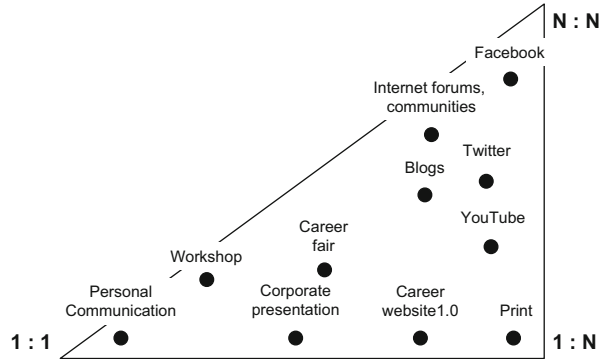 N : N
Facebook
Internet forums,
communities
Twitter
Blogs
YouTube
Career
fair
Workshop
Personal
Communication
Corporate
presentation
Career
website1.0
Print
1 : 1
1 : N